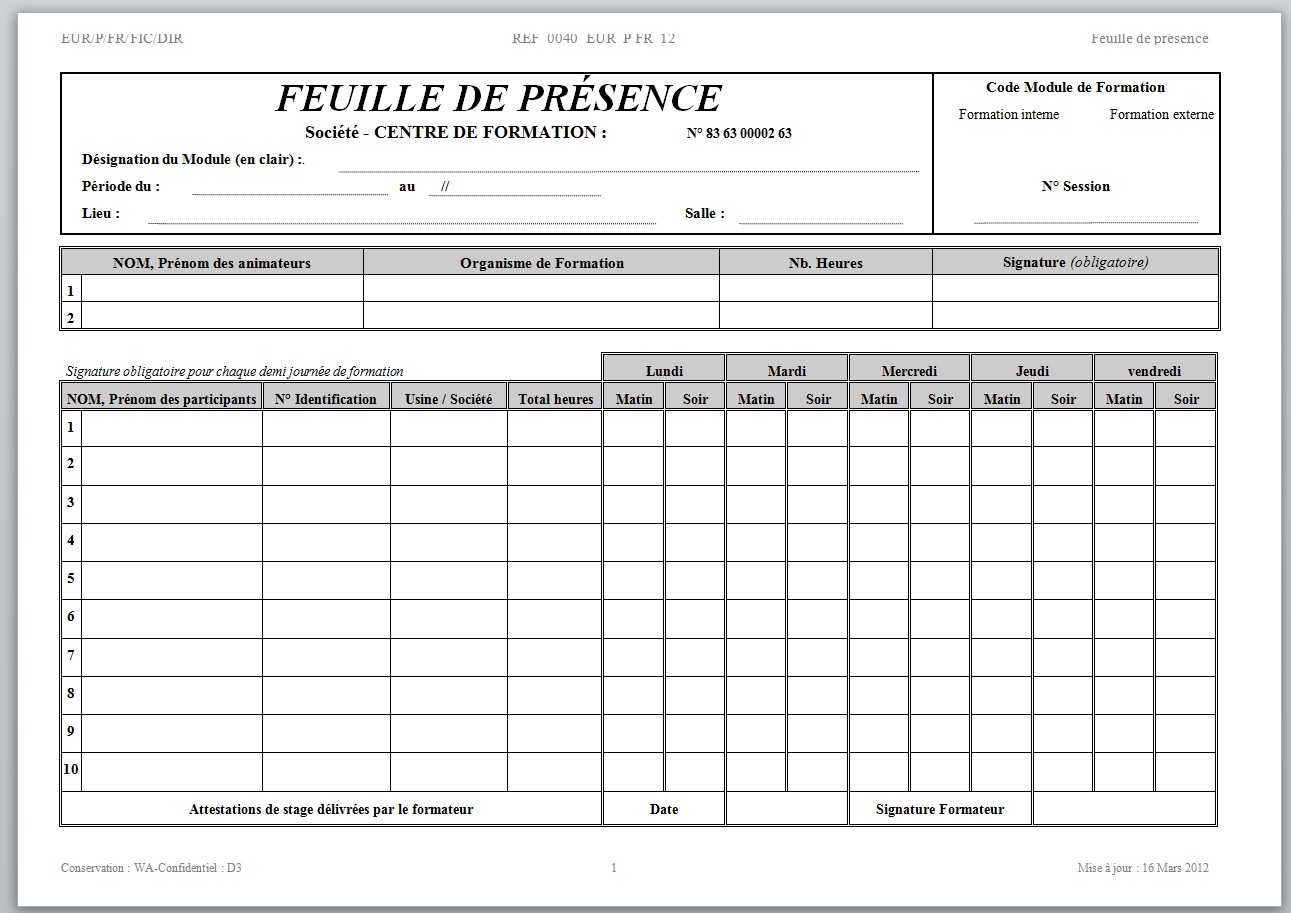 EUR/P/FR/FIC/DIR REF 0040 EUR P FR 12 Feuille de présence
FEUILLE DE PRÉSENCE
Société - CENTRE DE FORMATION : N° 83 63 00002 63
Désignation du Module (en clair) :.
Période du : au //
Lieu : Salle :
Code Module de Formation
Formation interne Formation externe
N° Session
NOM, Prénom des animateurs Organisme de Formation Nb. Heures Signature (obligatoire)
1
2
Signature obligatoire pour chaque demi journée de formation Lundi Mardi Mercredi Jeudi vendredi
NOM, Prénom des participants N° Identification Usine / Société Total heures Matin Soir Matin Soir Matin Soir Matin Soir Matin Soir
1
2
3
4
5
6
7
8
9
10
Attestations de stage délivrées par le formateur Date Signature Formateur
Conservation : WA-Confidentiel : D3 1 Mise à jour : 16 Mars 2012